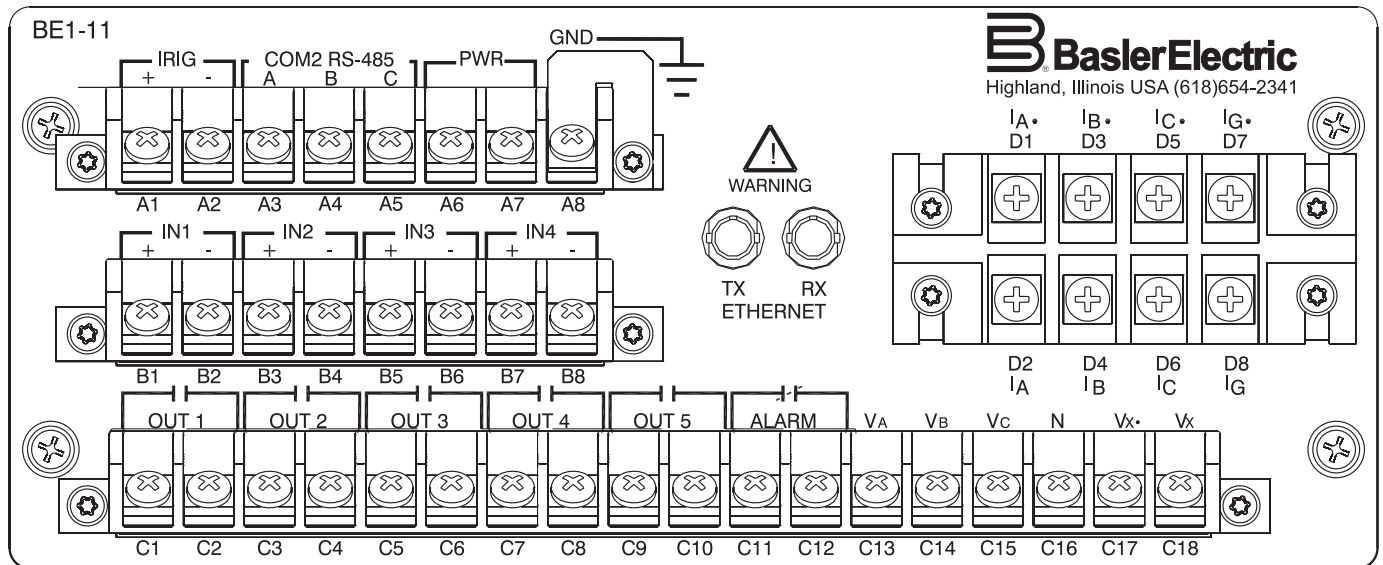 BE1-11
GND
BaslerElectric
Highland, Illinois USA (618)654-2341
IRIG COM2 RS-485 PWR
+ - A B C
A1 A2 A3 A4 A5 A6 A7 A8
WARNING
IA• IB• IC• IG•
D1 D3 D5 D7
IN1 IN2 IN3 IN4
+ - + - + - + -
B1 B2 B3 B4 B5 B6 B7 B8
TX RX
ETHERNET
D2 D4 D6 D8
IA IB IC IG
OUT 1 OUT 2 OUT 3 OUT 4 OUT 5 ALARM VA VB VC N VX• VX
C1 C2 C3 C4 C5 C6 C7 C8 C9 C10 C11 C12 C13 C14 C15 C16 C17 C18